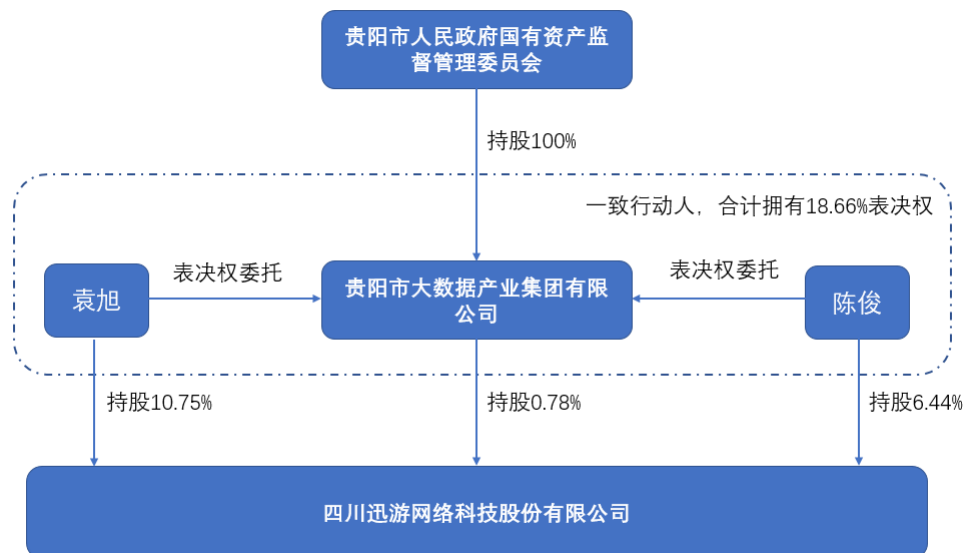 贵阳市人民政府国有资产监
督管理委员会
持股100%
一致行动人，合计拥有18.66%表决权
袁旭
表决权委托
贵阳市大数据产业集团有限
公司
表决权委托
陈俊
持股10.75%
持股0.78%
持股6.44%
四川迅游网络科技股份有限公司